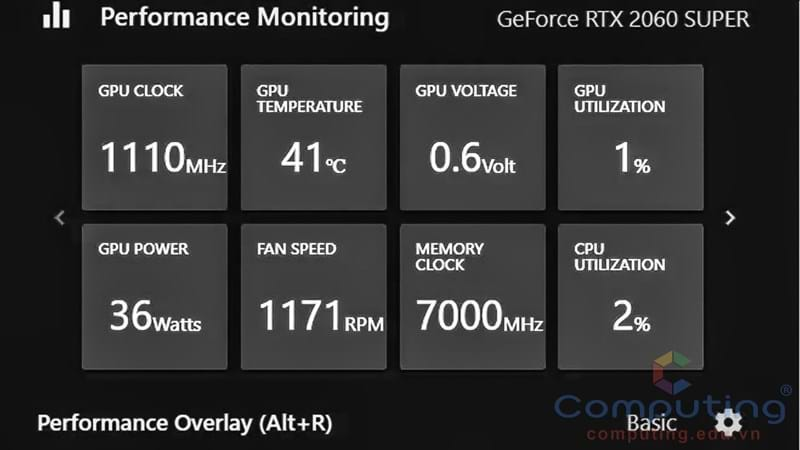 Performance Monitoring
GeForce RTX 2060 SUPER
GPU CLOCK
1110MHz
GPU
TEMPERATURE
41°C
GPU VOLTAGE
0.6Volt
GPU
UTILIZATION
1%
GPU POWER
36Watts
FAN SPEED
1171RPM
MEMORY
CLOCK
7000MHz
CPU
UTILIZATION
2%
Performance Overlay (Alt+R)
Basic
Computing®
computing.edu.vn